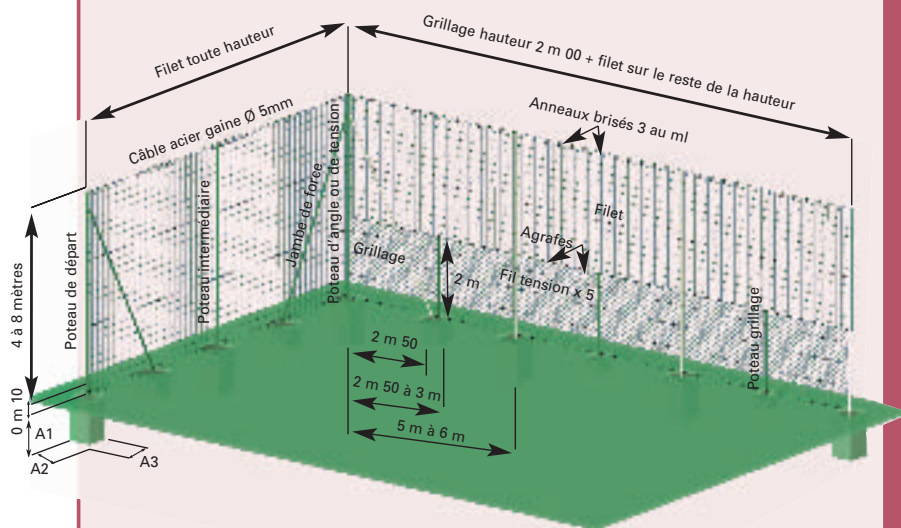 Filet toute hauteur
Grillage hauteur 2 m 00 + filet sur le reste de la hauteur
Anneaux brisés 3 au ml
Câble acier gaine Ø 5mm
4 à 8 mètres
Poteau de départ
Poteau intermédiaire
Jambe de force
Poteau d'angle ou de tension
Filet
Agrafes
Grillage
2 m
Fil tension x 5
Poteau grillage
2 m 50
2 m 50 à 3 m
5 m à 6 m
0 m 10
A1
A2
A3